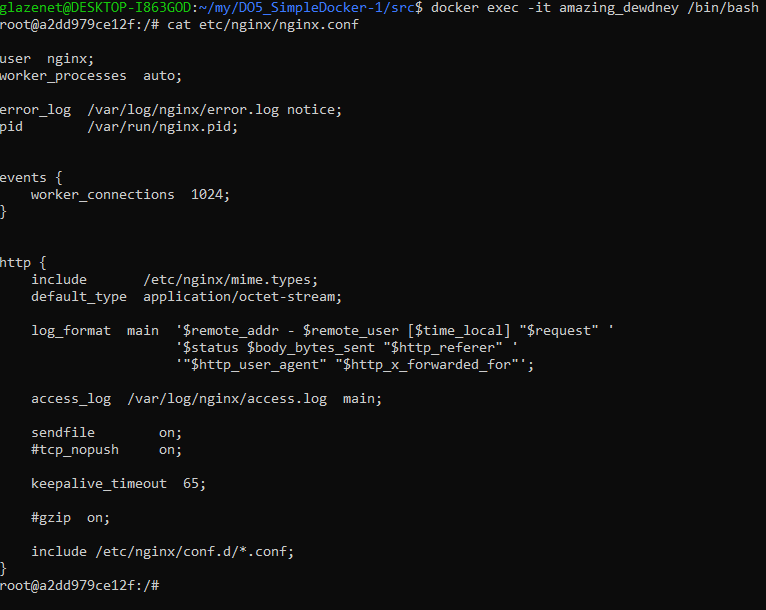 glazenet@DESKTOP-I863GOD:~/my/DO5_SimpleDocker-1/src$ docker exec -it amazing_dewdney /bin/bash
root@a2dd979ce12f:/# cat etc/nginx/nginx.conf
user  nginx;
worker_processes  auto;
error_log  /var/log/nginx/error.log notice;
pid        /var/run/nginx.pid;
events {
    worker_connections  1024;
}
http {
    include       /etc/nginx/mime.types;
    default_type  application/octet-stream;
    log_format  main  '$remote_addr - $remote_user [$time_local] "$request" '
                      '$status $body_bytes_sent "$http_referer" '
                      '"$http_user_agent" "$http_x_forwarded_for"';
    access_log  /var/log/nginx/access.log  main;
    sendfile        on;
    #tcp_nopush     on;
    keepalive_timeout  65;
    #gzip  on;
    include /etc/nginx/conf.d/*.conf;
}
root@a2dd979ce12f:/#